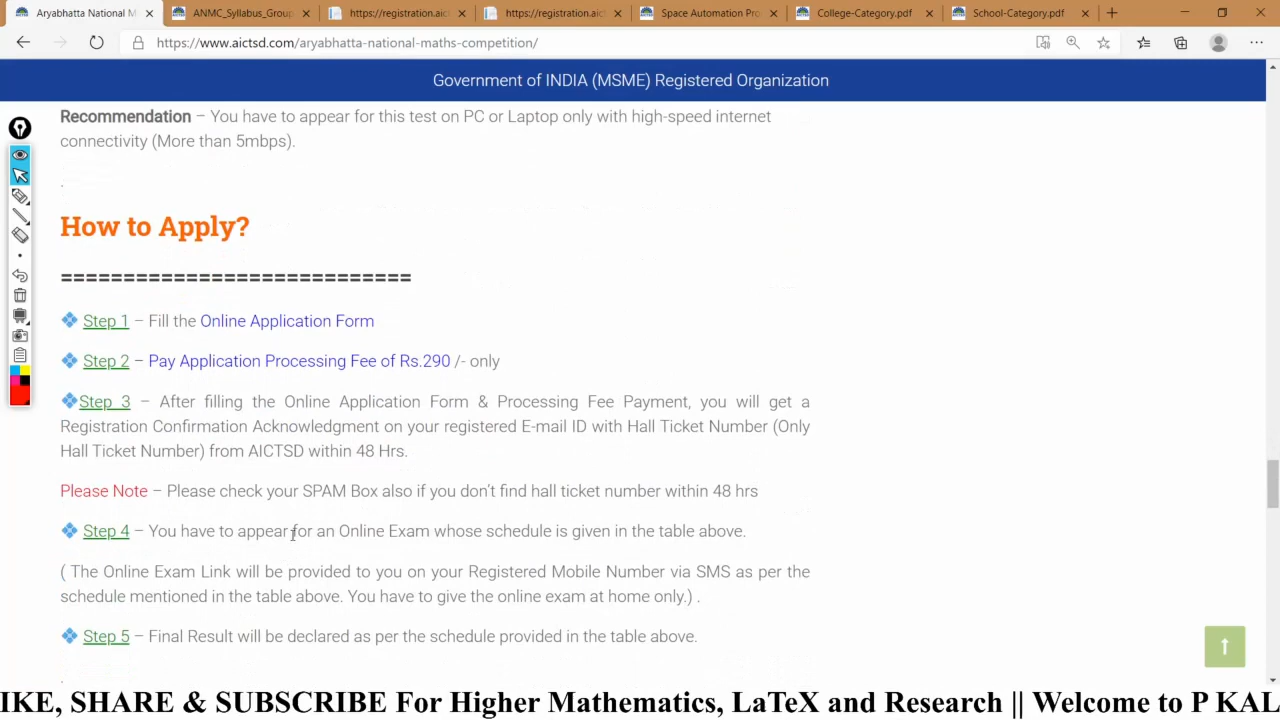 Aryabhatta National M
ANMC_Syllabus_Grou
https://registration.aic
https://registration.aic
Space Automation Pro
College-Category.pdf
School-Category.pdf
https://www.aictsd.com/aryabhatta-national-maths-competition/
Government of INDIA (MSME) Registered Organization
Recommendation – You have to appear for this test on PC or Laptop only with high-speed internet
connectivity (More than 5mbps).
.
How to Apply?
============================
Step 1 – Fill the Online Application Form
Step 2 – Pay Application Processing Fee of Rs.290 /- only
Step 3 – After filling the Online Application Form & Processing Fee Payment, you will get a
Registration Confirmation Acknowledgment on your registered E-mail ID with Hall Ticket Number (Only
Hall Ticket Number) from AICTSD within 48 Hrs.
Please Note – Please check your SPAM Box also if you don't find hall ticket number within 48 hrs
Step 4 – You have to appear for an Online Exam whose schedule is given in the table above.
( The Online Exam Link will be provided to you on your Registered Mobile Number via SMS as per the
schedule mentioned in the table above. You have to give the online exam at home only.) .
Step 5 – Final Result will be declared as per the schedule provided in the table above.
.
IKE, SHARE & SUBSCRIBE For Higher Mathematics, LaTeX and Research || Welcome to P KAL